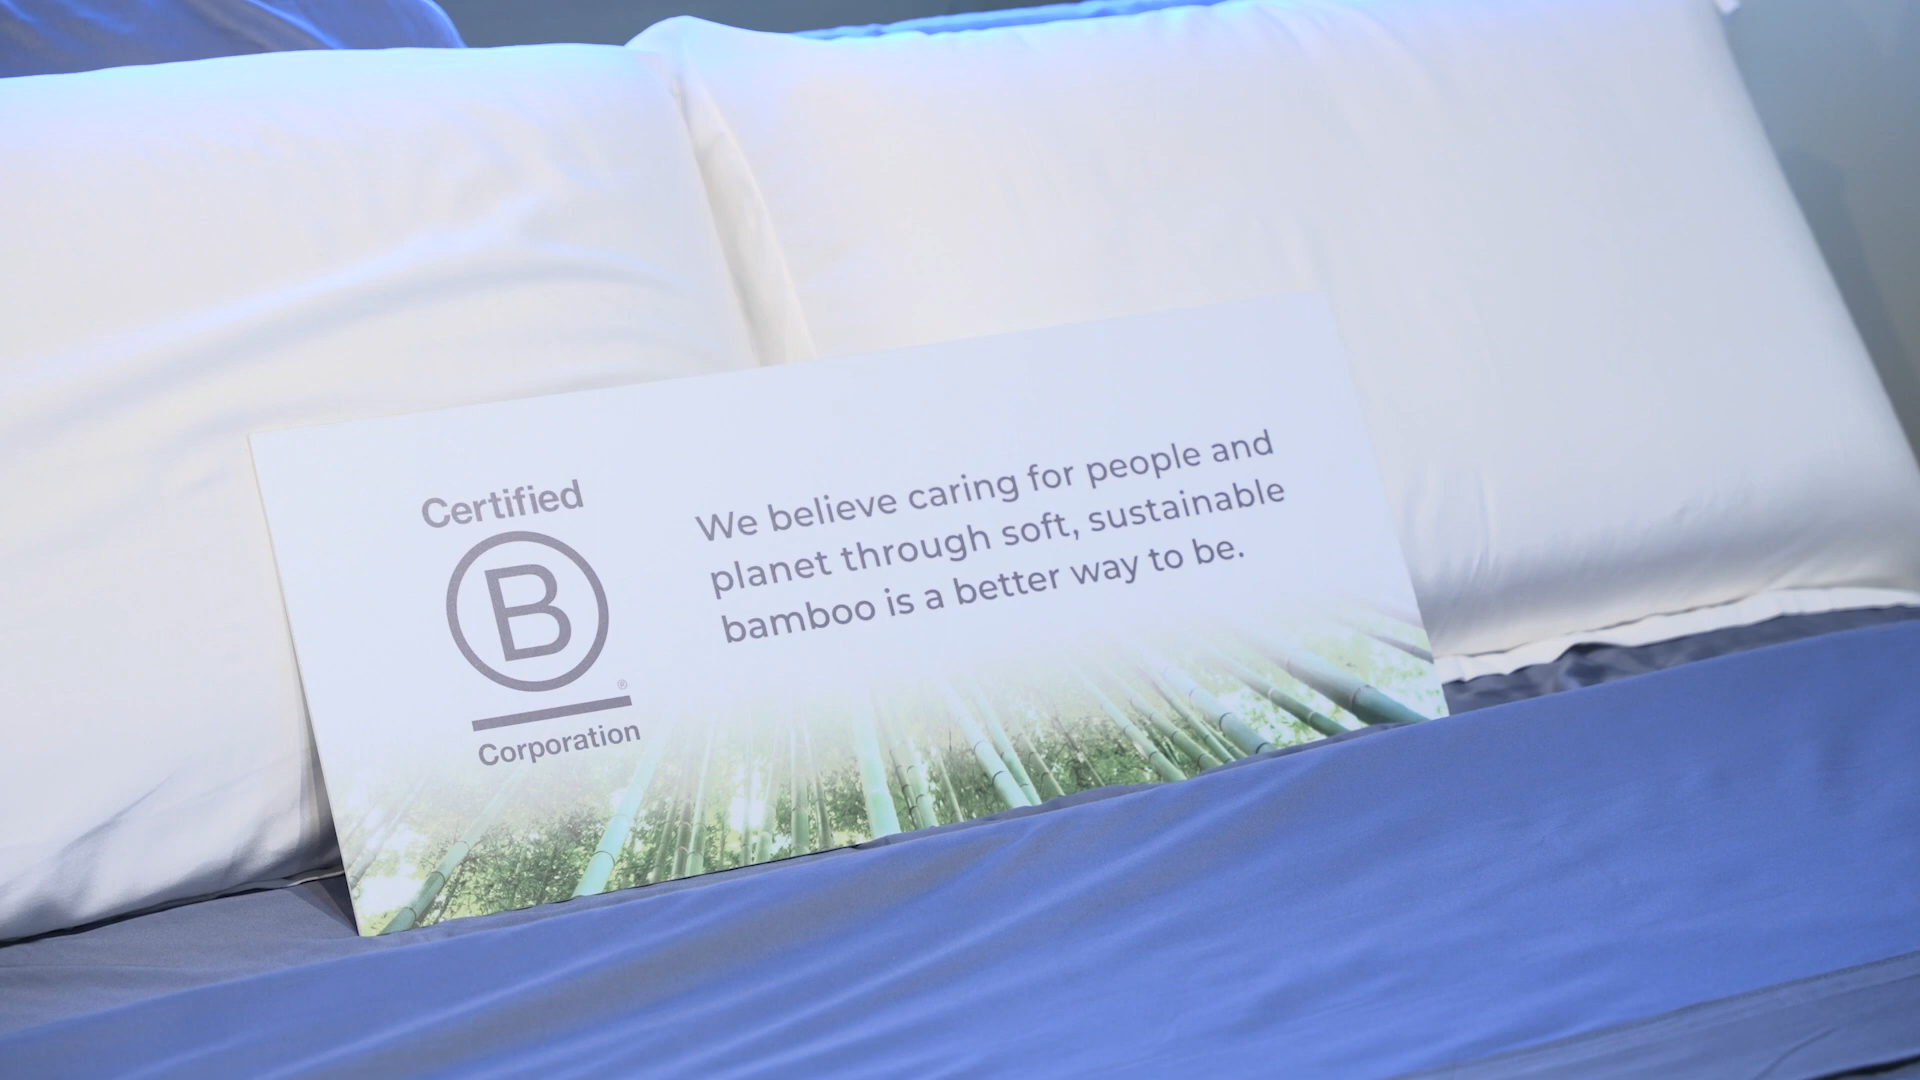 Certified
B
®
Corporation
We believe caring for people and
planet through soft, sustainable
bamboo is a better way to be.